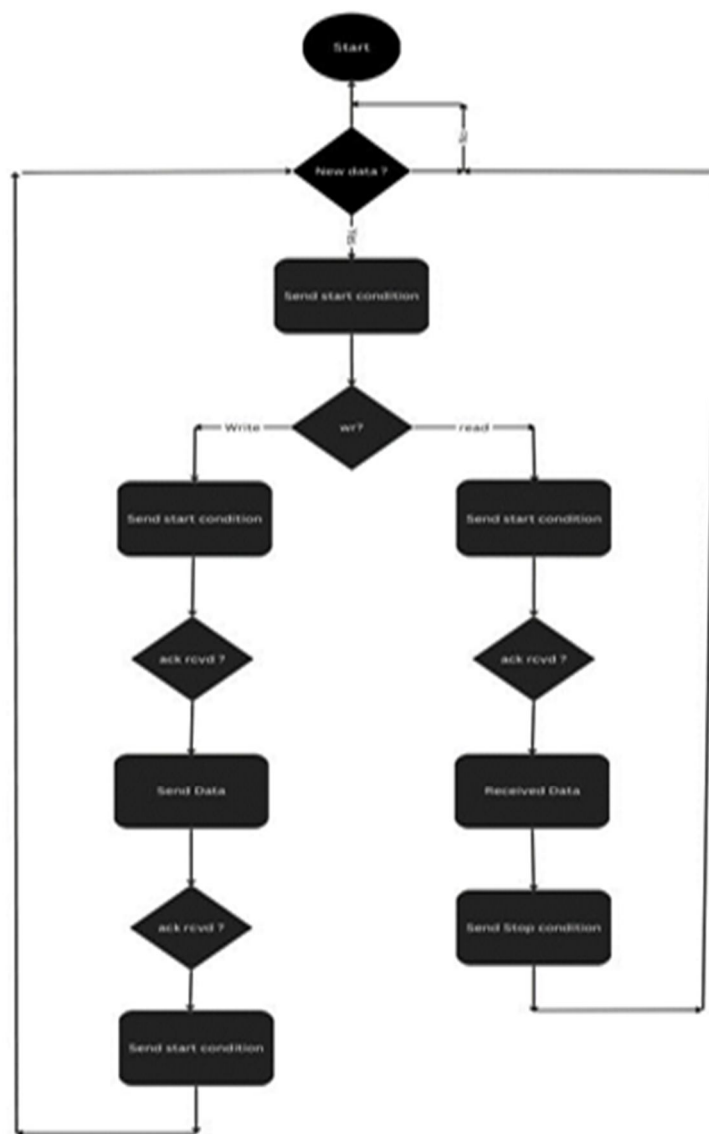 Start
New data ?
Send start condition
wr?
Write
read
Send start condition
Send start condition
ack rcvd ?
ack rcvd ?
Send Data
Received Data
ack rcvd ?
Send Stop condition
Send start condition